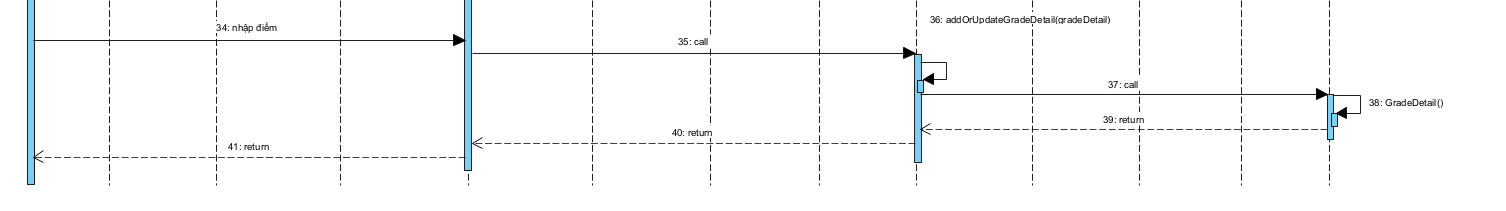 36: addOrUpdateGradeDetail(gradeDetail)
34: nhập điểm
35: call
37: call
38: GradeDetail()
39: return
40: return
41: return